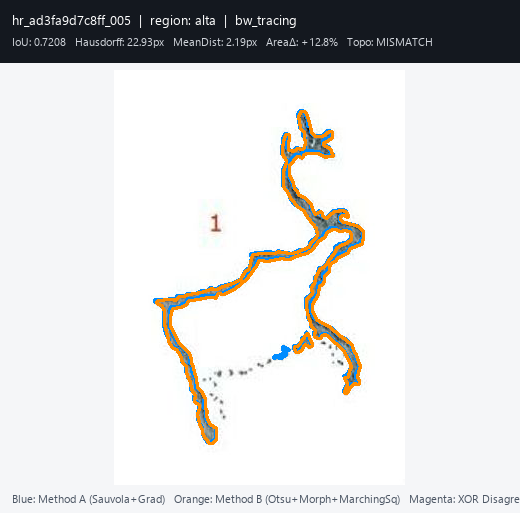 hr_ad3fa9d7c8ff_005 | region: alta | bw_tracing
IoU: 0.7208 Hausdorff: 22.93px MeanDist: 2.19px AreaΔ: +12.8% Topo: MISMATCH
1
Blue: Method A (Sauvola+Grad) Orange: Method B (Otsu+Morph+MarchingSq) Magenta: XOR Disagre